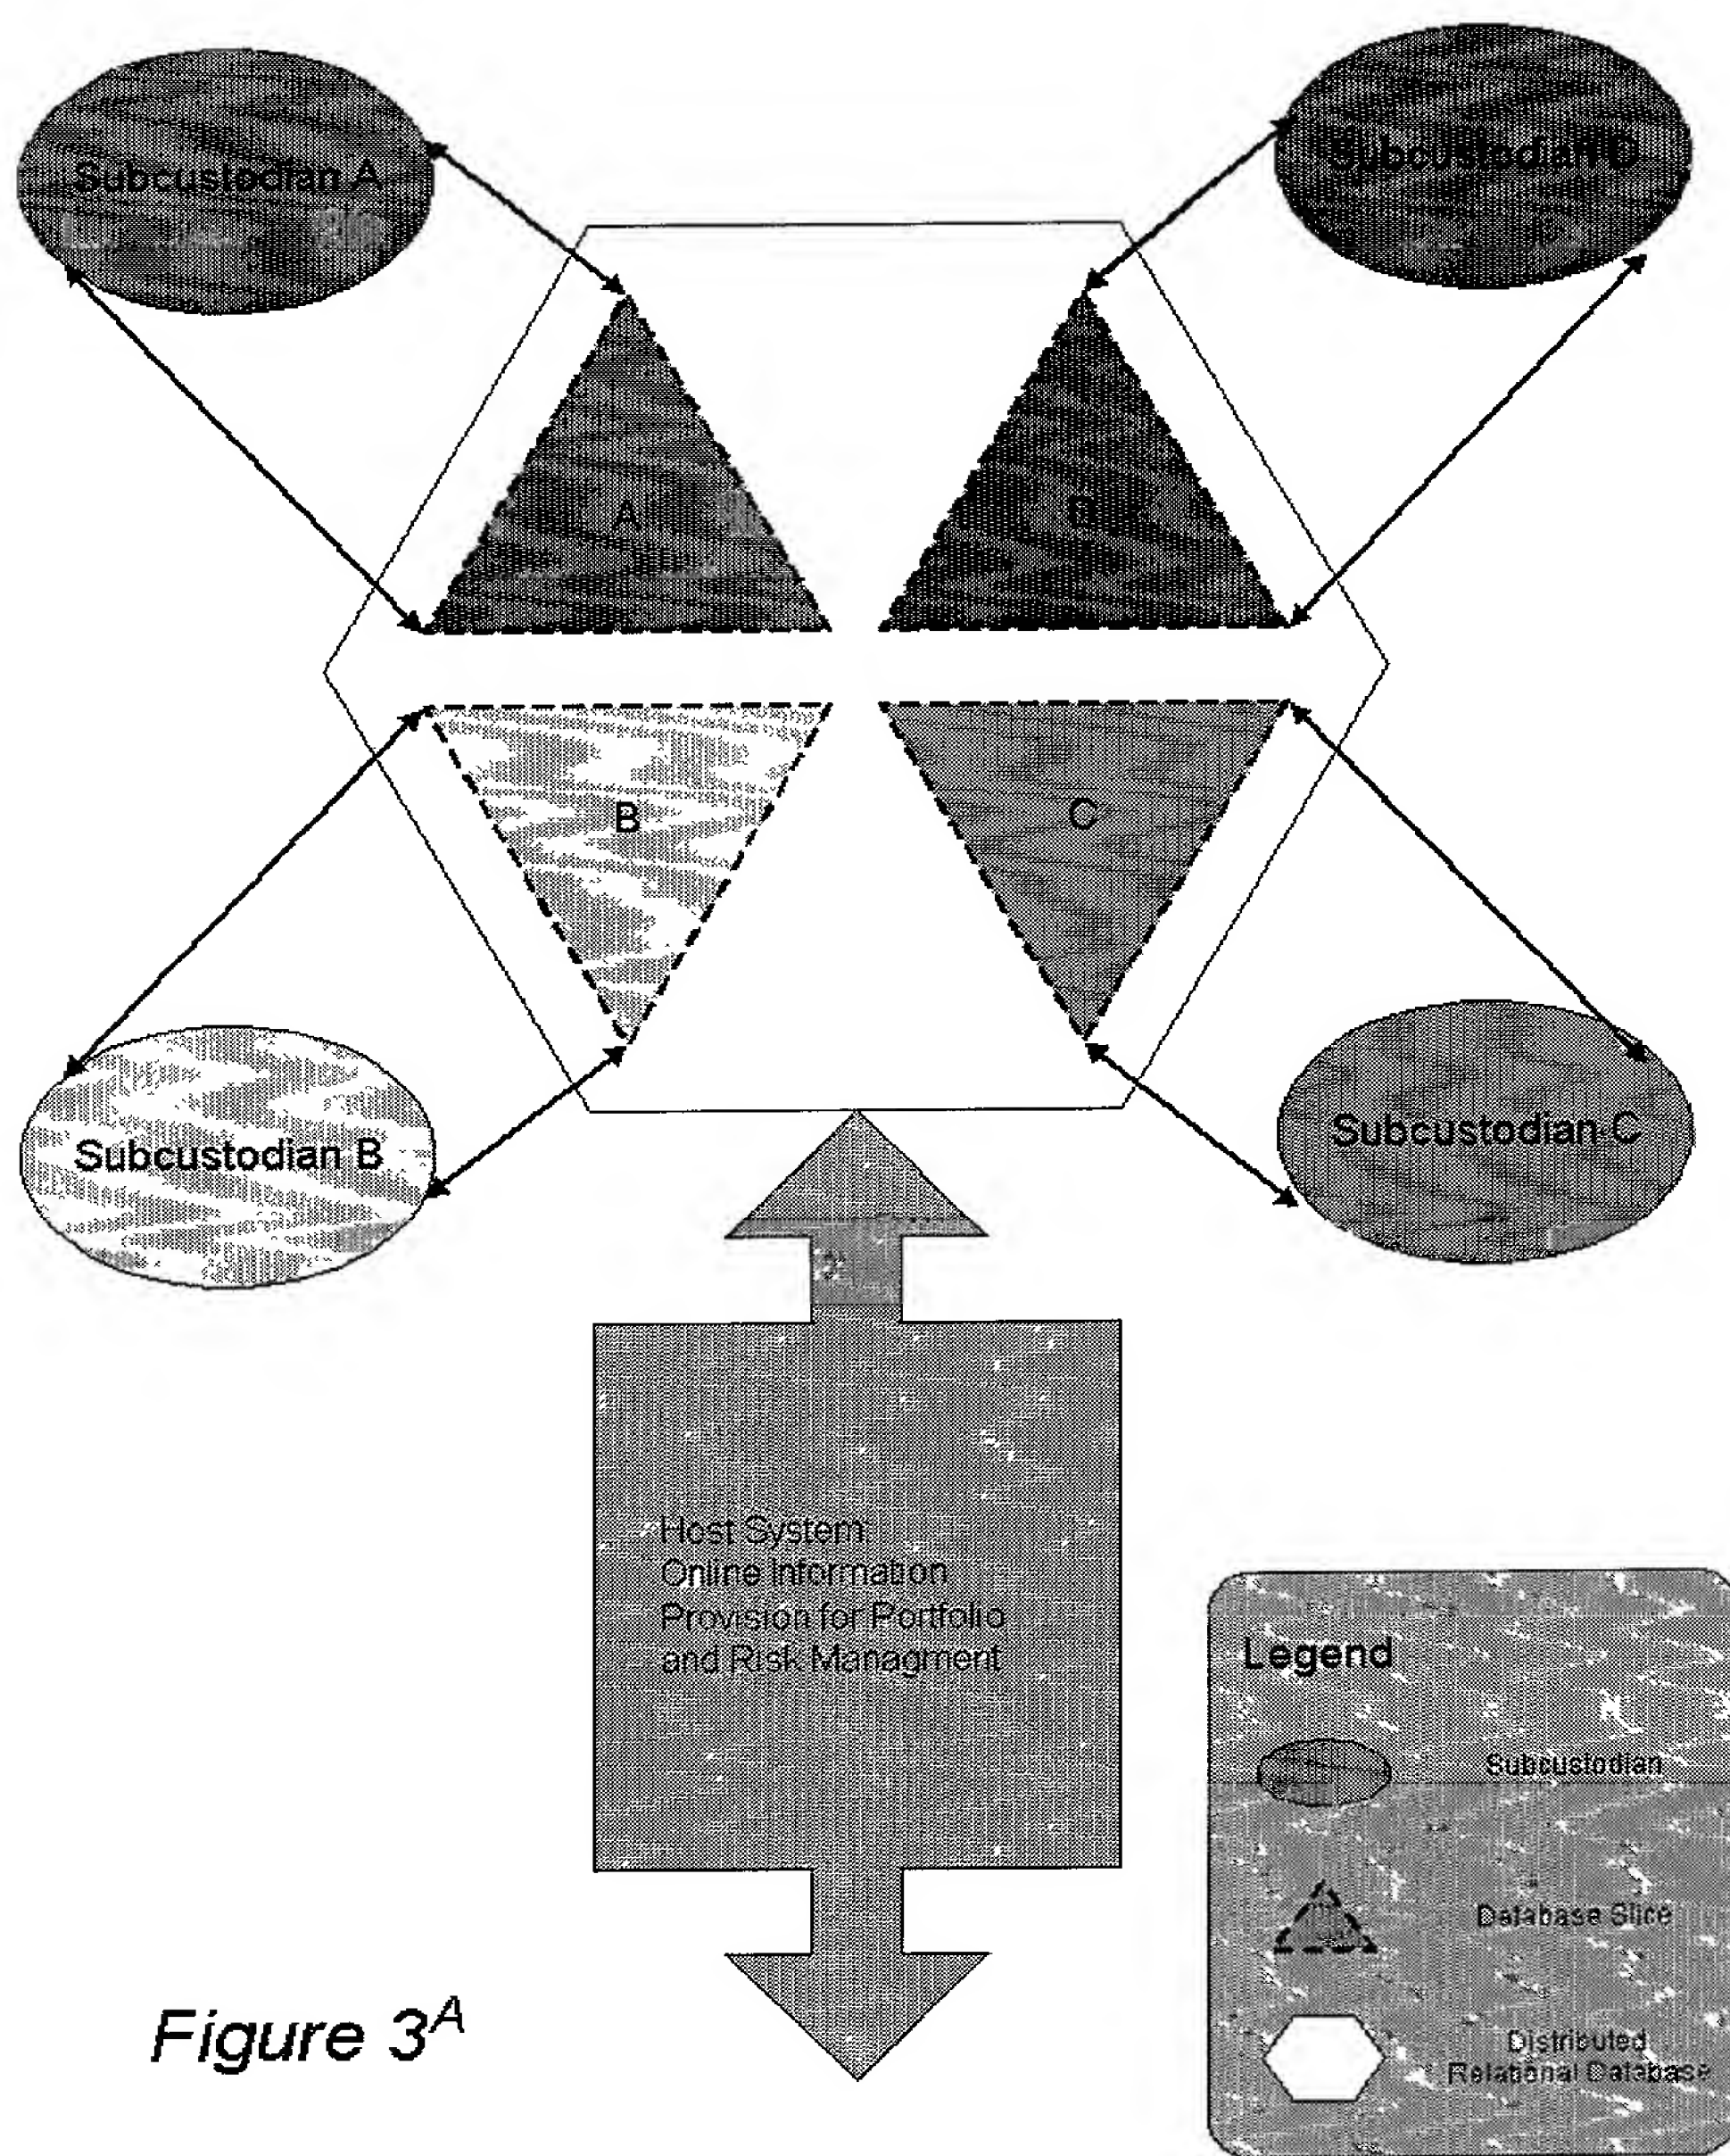 Subcustodian A
Subcustodian D
A
D
B
C
Subcustodian B
Subcustodian C
Host System:
Online Information
Provision for Portfolio
and Risk Managment
Legend
Subcustodian
Database Slice
Distributed
Relational Database
Figure 3A